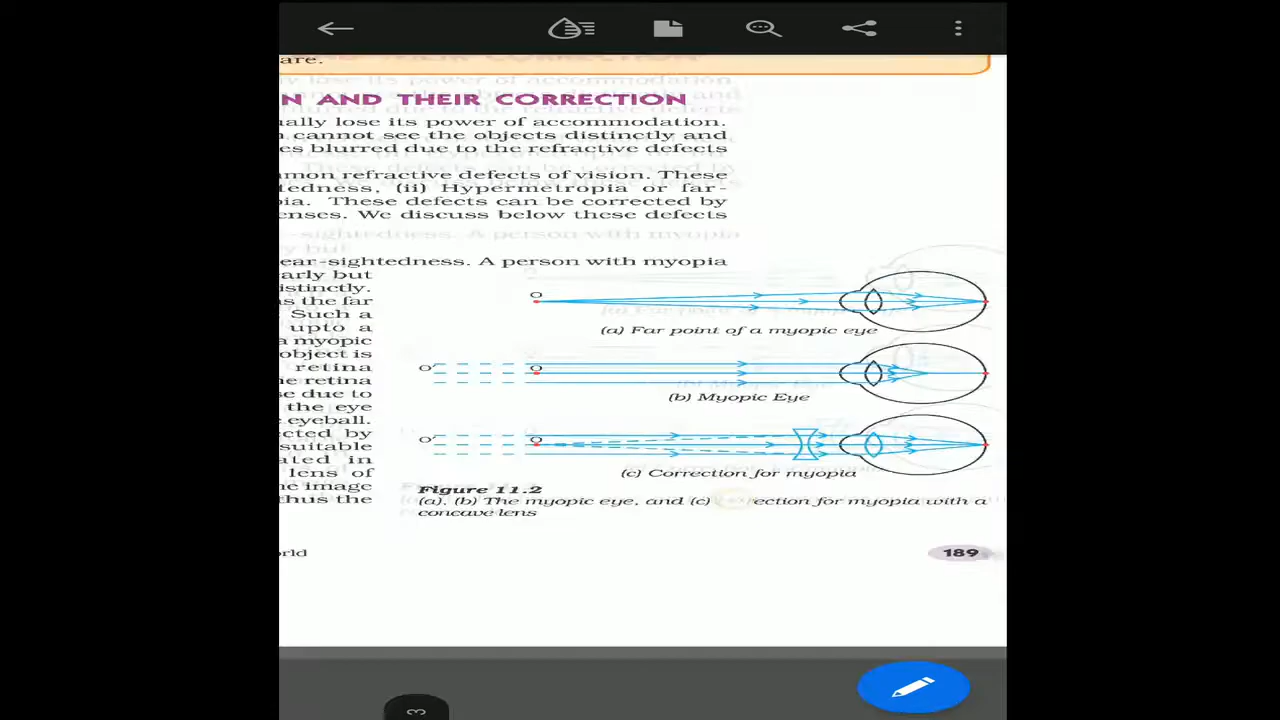 are.
N AND THEIR CORRECTION
ually lose its power of accommodation.
cannot see the objects distinctly and
es blurred due to the refractive defects
mon refractive defects of vision. These
tedness, (ii) Hypermetropia or far-
pia. These defects can be corrected by
enses. We discuss below these defects
ear-sightedness. A person with myopia
arly but
istinctly.
s the far
Such a
upto a
a myopic
object is
retina
he retina
se due to
the eye
eyeball.
cted by
suitable
ated in
lens of
he image
thus the
O
(a) Far point of a myopic eye
O' O
(b) Myopic Eye
O' O
(c) Correction for myopia
Figure 11.2
(a), (b) The myopic eye, and (c) ection for myopia with a
concave lens
orld
189
3